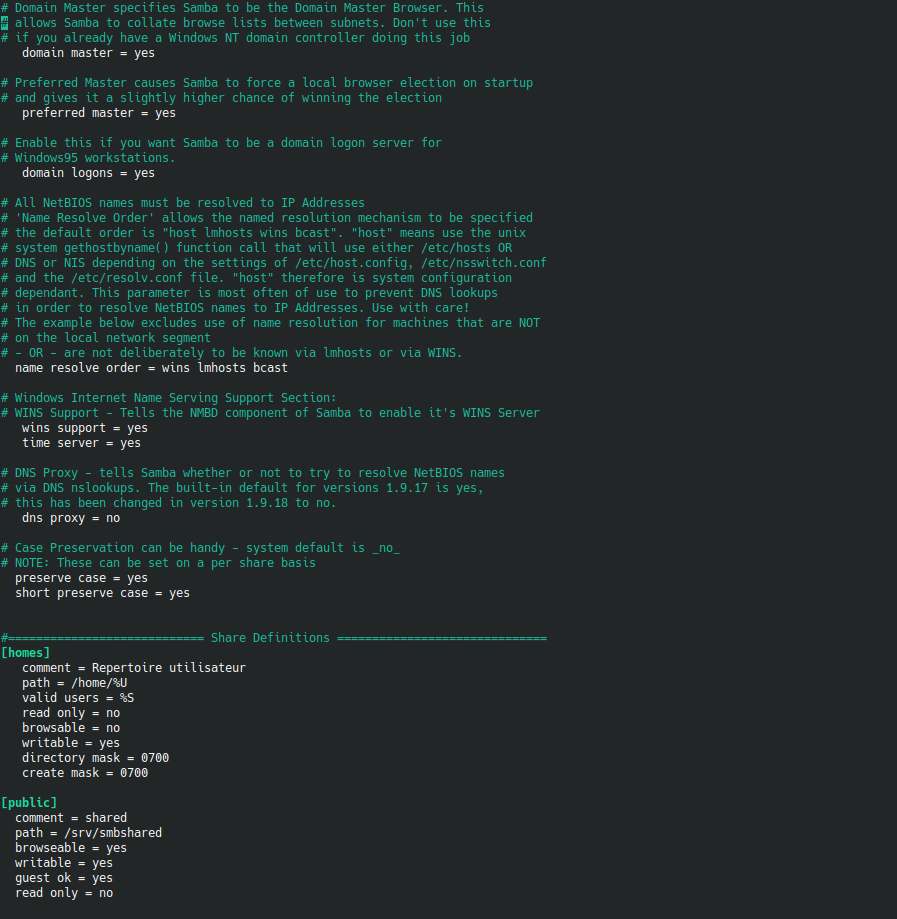 # Domain Master specifies Samba to be the Domain Master Browser. This
# allows Samba to collate browse lists between subnets. Don't use this
# if you already have a Windows NT domain controller doing this job
domain master = yes
# Preferred Master causes Samba to force a local browser election on startup
# and gives it a slightly higher chance of winning the election
preferred master = yes
# Enable this if you want Samba to be a domain logon server for
# Windows95 workstations.
domain logons = yes
# All NetBIOS names must be resolved to IP Addresses
# 'Name Resolve Order' allows the named resolution mechanism to be specified
# the default order is "host lmhosts wins bcast". "host" means use the unix
# system gethostbyname() function call that will use either /etc/hosts OR
# DNS or NIS depending on the settings of /etc/host.config, /etc/nsswitch.conf
# and the /etc/resolv.conf file. "host" therefore is system configuration
# dependant. This parameter is most often of use to prevent DNS lookups
# in order to resolve NetBIOS names to IP Addresses. Use with care!
# The example below excludes use of name resolution for machines that are NOT
# on the local network segment
# - OR - are not deliberately to be known via lmhosts or via WINS.
name resolve order = wins lmhosts bcast
# Windows Internet Name Serving Support Section:
# WINS Support - Tells the NMBD component of Samba to enable it's WINS Server
wins support = yes
time server = yes
# DNS Proxy - tells Samba whether or not to try to resolve NetBIOS names
# via DNS nslookups. The built-in default for versions 1.9.17 is yes,
# this has been changed in version 1.9.18 to no.
dns proxy = no
# Case Preservation can be handy - system default is _no_
# NOTE: These can be set on a per share basis
preserve case = yes
short preserve case = yes
#============================ Share Definitions ==============================
[homes]
comment = Repertoire utilisateur
path = /home/%U
valid users = %S
read only = no
browsable = no
writable = yes
directory mask = 0700
create mask = 0700
[public]
comment = shared
path = /srv/smbshared
browseable = yes
writable = yes
guest ok = yes
read only = no